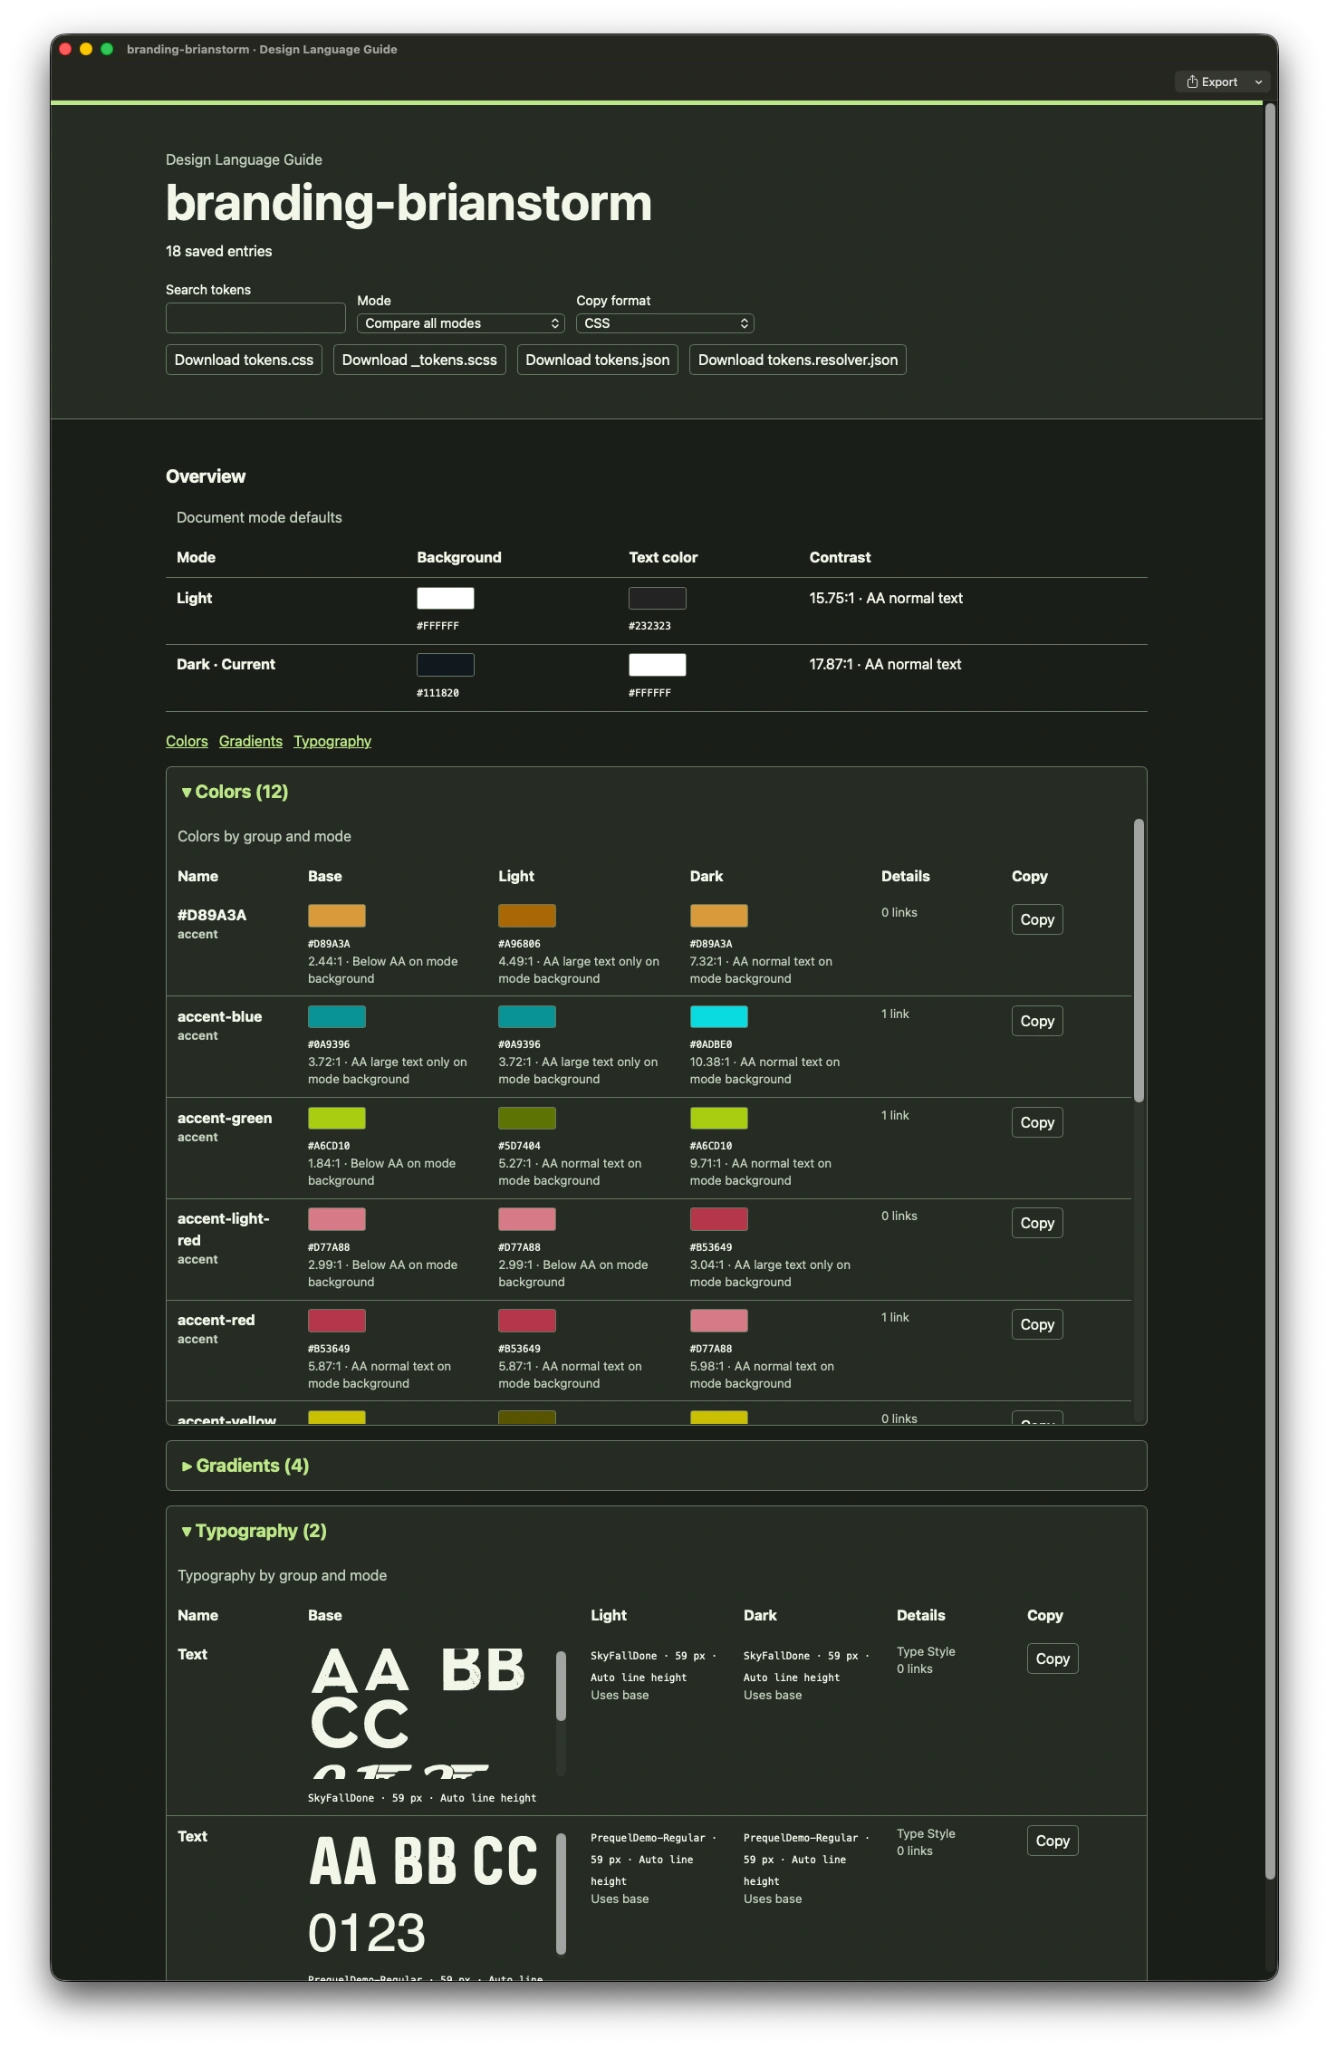 branding-brianstorm · Design Language Guide
Export
Design Language Guide
branding-brianstorm
18 saved entries
Search tokens
Mode
Copy format
Compare all modes
CSS
Download tokens.css
Download _tokens.scss
Download tokens.json
Download tokens.resolver.json
Overview
Document mode defaults
Mode Background Text color Contrast
Light
#FFFFFF
#232323
15.75:1 · AA normal text
Dark · Current
#111820
#FFFFFF
17.87:1 · AA normal text
Colors Gradients Typography
▾ Colors (12)
Colors by group and mode
Name Base Light Dark Details Copy
#D89A3A
accent
#D89A3A
2.44:1 · Below AA on mode
background
#A96806
4.49:1 · AA large text only on
mode background
#D89A3A
7.32:1 · AA normal text on
mode background
0 links
Copy
accent-blue
accent
#0A9396
3.72:1 · AA large text only on
mode background
#0A9396
3.72:1 · AA large text only on
mode background
#0ADBE0
10.38:1 · AA normal text on
mode background
1 link
Copy
accent-green
accent
#A6CD10
1.84:1 · Below AA on mode
background
#5D7404
5.27:1 · AA normal text on
mode background
#A6CD10
9.71:1 · AA normal text on
mode background
1 link
Copy
accent-light-
red
accent
#D77A88
2.99:1 · Below AA on mode
background
#D77A88
2.99:1 · Below AA on mode
background
#B53649
3.04:1 · AA large text only on
mode background
0 links
Copy
accent-red
accent
#B53649
5.87:1 · AA normal text on
mode background
#B53649
5.87:1 · AA normal text on
mode background
#D77A88
5.98:1 · AA normal text on
mode background
1 link
Copy
accent-yellow
0 links
Copy
▸ Gradients (4)
▾ Typography (2)
Typography by group and mode
Name Base Light Dark Details Copy
Text
AA BB
CC
SkyFallDone · 59 px · Auto line height
SkyFallDone · 59 px ·
Auto line height
Uses base
SkyFallDone · 59 px ·
Auto line height
Uses base
Type Style
0 links
Copy
Text
AA BB CC
0123
PrequelDemo-Regular · 59 px · Auto line
PrequelDemo-Regular ·
59 px · Auto line
height
Uses base
PrequelDemo-Regular ·
59 px · Auto line
height
Uses base
Type Style
0 links
Copy